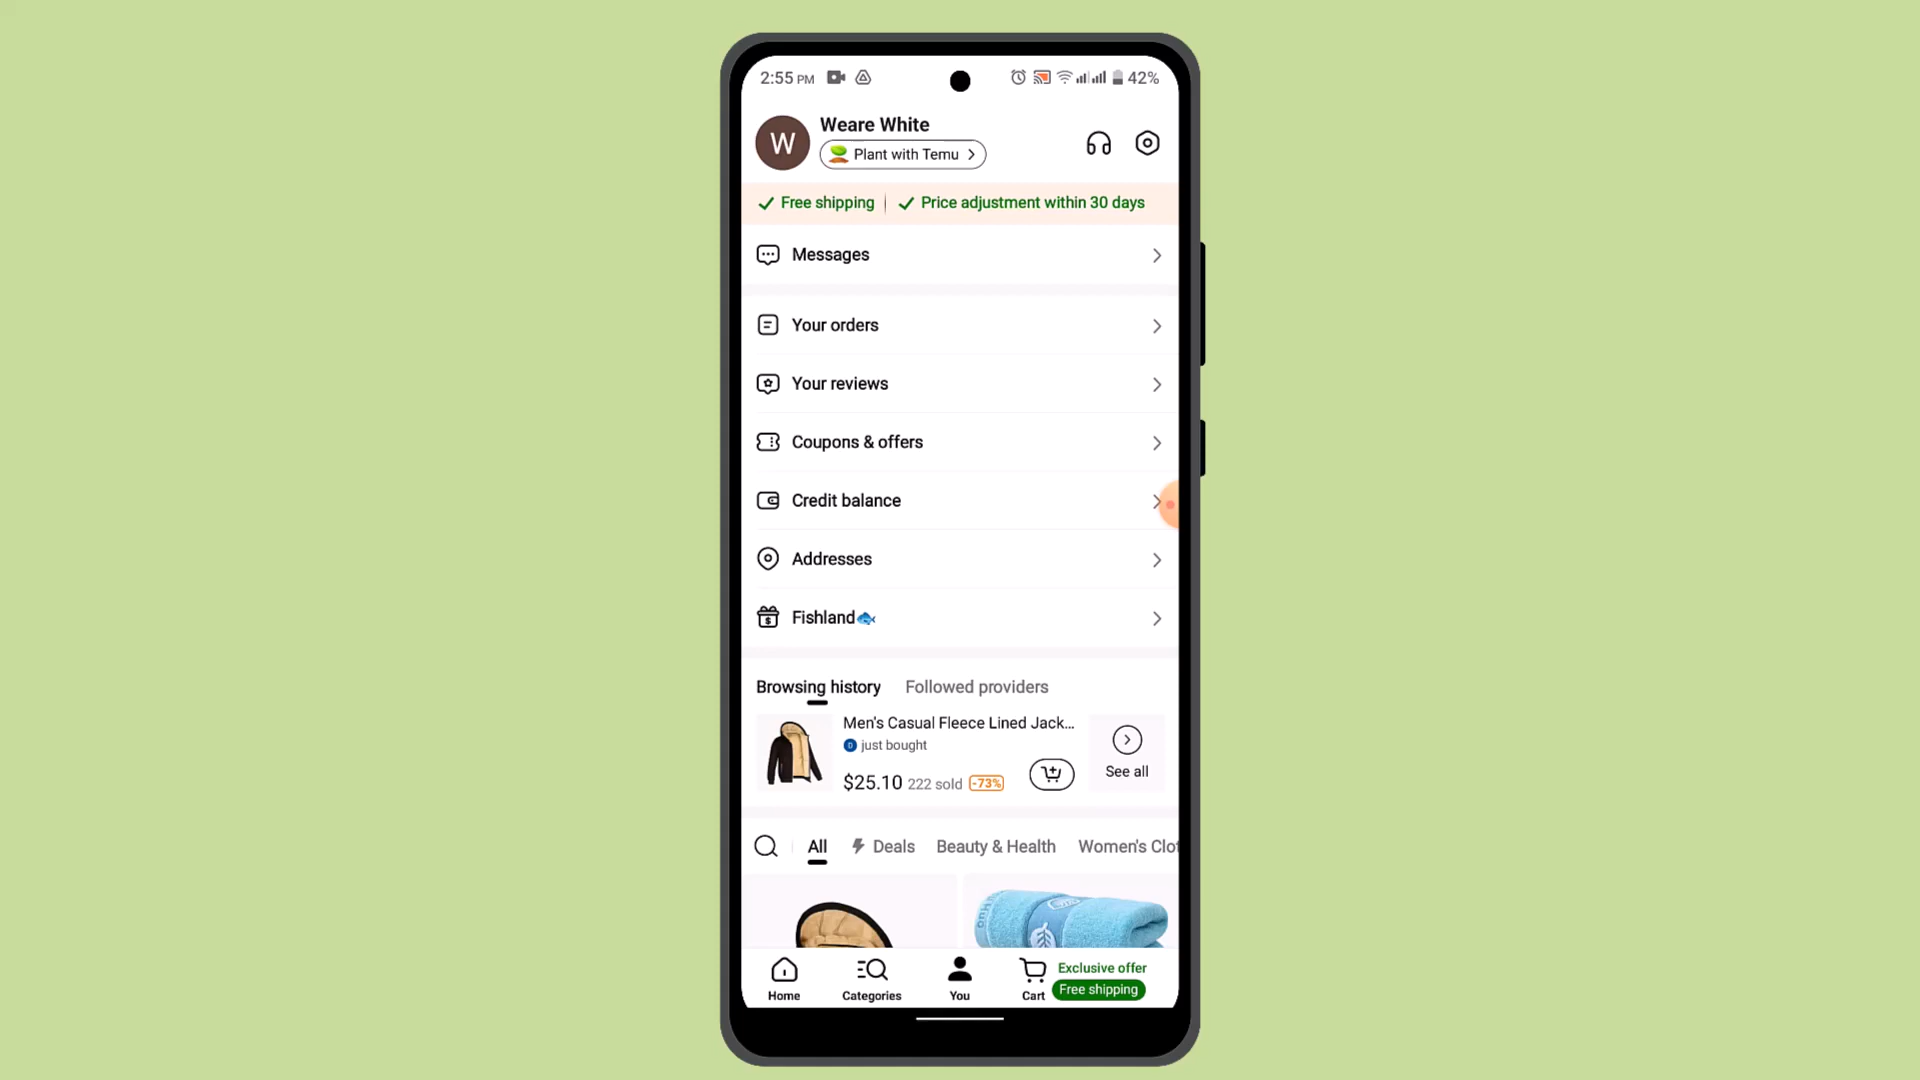 2:55 PM 42%
W
Weare White
Plant with Temu
Free shipping Price adjustment within 30 days
Messages
Your orders
Your reviews
Coupons & offers
Credit balance
Addresses
Fishland
Browsing history Followed providers
Men's Casual Fleece Lined Jack...
just bought
$25.10 222 sold -73%
See all
All Deals Beauty & Health Women's Clot
Exclusive offer
Free shipping
Home Categories You Cart